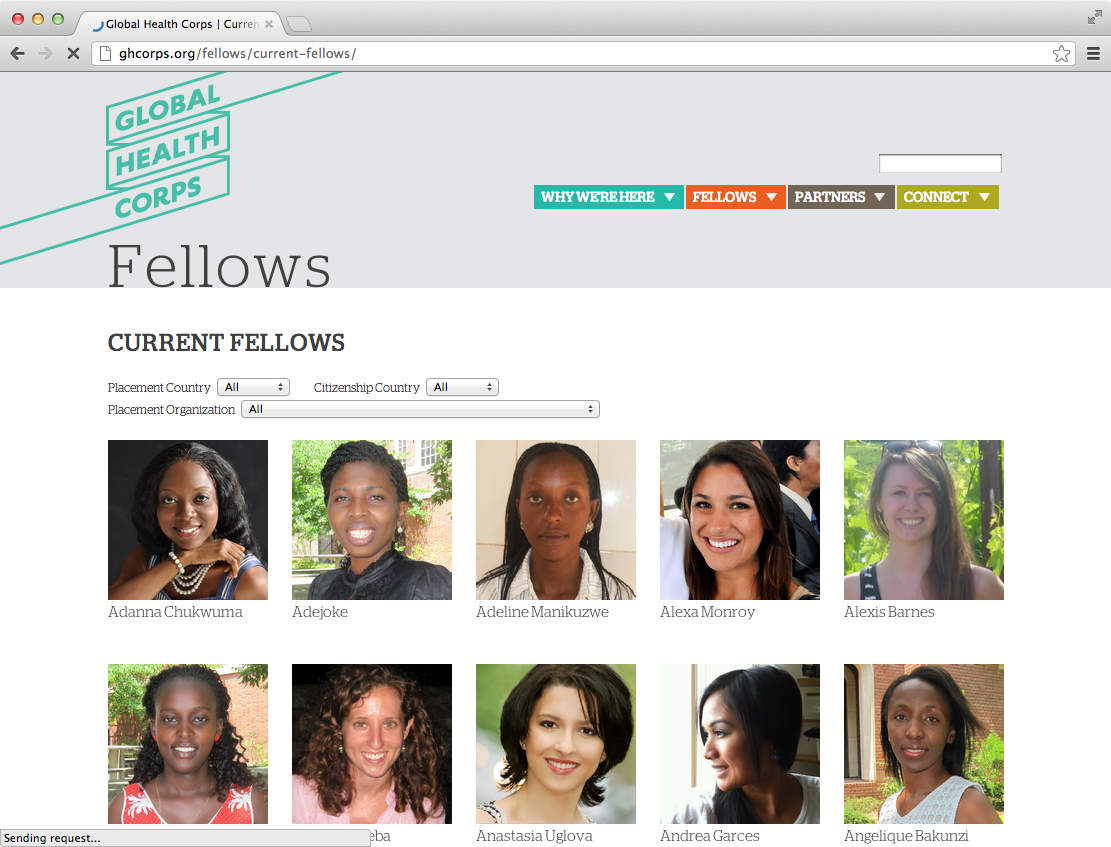 Global Health Corps | Curren
ghcorps.org/fellows/current-fellows/
GLOBAL
HEALTH
CORPS
WHY WE'RE HERE ▼ FELLOWS ▼ PARTNERS ▼ CONNECT ▼
Fellows
CURRENT FELLOWS
Placement Country All Citizenship Country All
Placement Organization All
Adanna Chukwuma Adejoke Adeline Manikuzwe Alexa Monroy Alexis Barnes
Sending request... eba Anastasia Uglova Andrea Garces Angelique Bakunzi